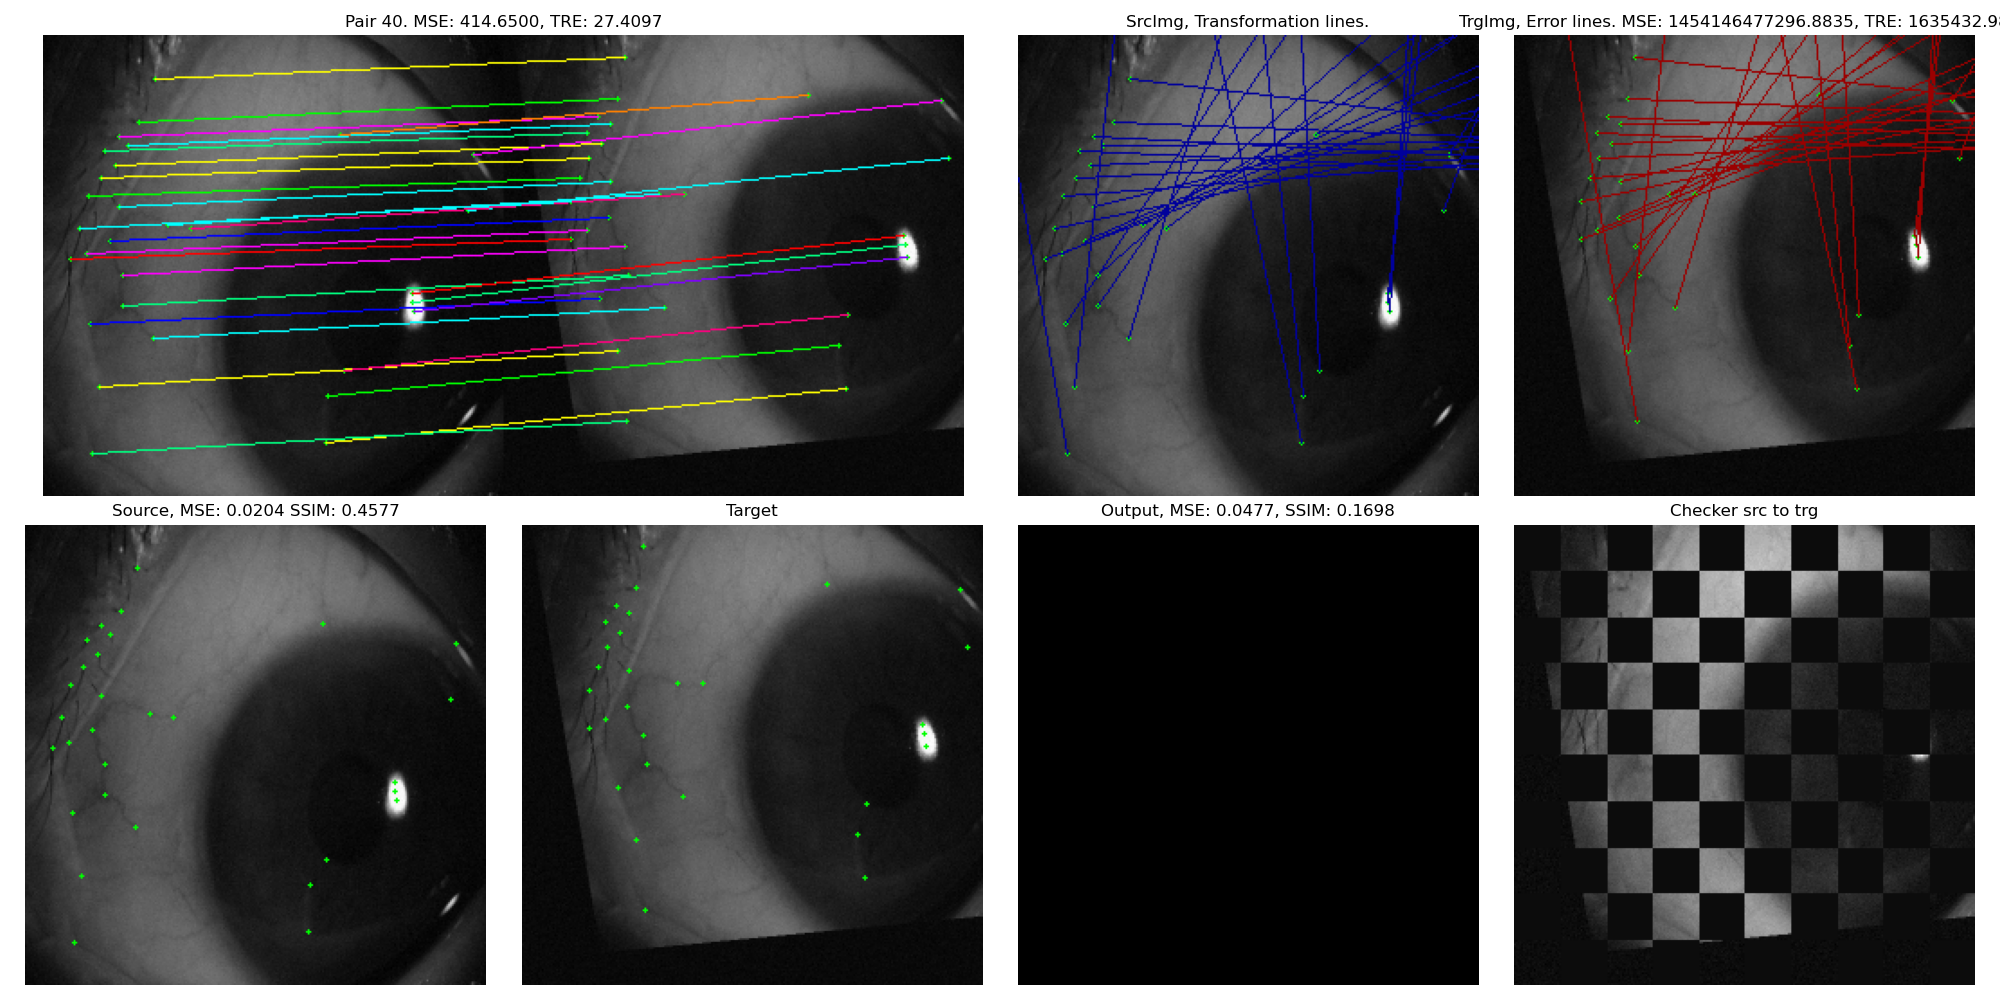 Pair 40. MSE: 414.6500, TRE: 27.4097
SrcImg, Transformation lines.
TrgImg, Error lines. MSE: 1454146477296.8835, TRE: 1635432.98
Source, MSE: 0.0204 SSIM: 0.4577
Target
Output, MSE: 0.0477, SSIM: 0.1698
Checker src to trg